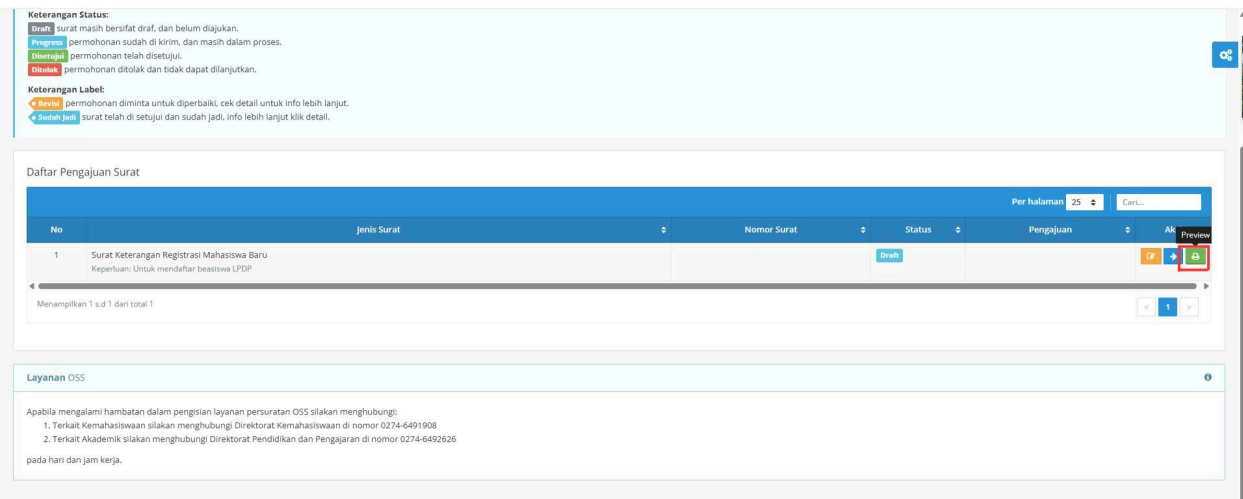 Keterangan Status:
Draft surat masih bersifat draf, dan belum diajukan.
Progress permohonan sudah di kirim, dan masih dalam proses.
Disetujui permohonan telah disetujui.
Ditolak permohonan ditolak dan tidak dapat dilanjutkan.
Keterangan Label:
Revisi permohonan diminta untuk diperbaiki, cek detail untuk info lebih lanjut.
Sudah Jadi surat telah di setujui dan sudah jadi, info lebih lanjut klik detail.
Daftar Pengajuan Surat
Per halaman 25 Cari...
No Jenis Surat Nomor Surat Status Pengajuan Ak
Preview
1 Surat Keterangan Registrasi Mahasiswa Baru Draft
Keperluan: Untuk mendaftar beasiswa LPDP
Menampilkan 1 s.d 1 dari total 1 < 1 >
Layanan OSS
Apabila mengalami hambatan dalam pengisian layanan persuratan OSS silakan menghubungi:
1. Terkait Kemahasiswaan silakan menghubungi Direktorat Kemahasiswaan di nomor 0274-6491908
2. Terkait Akademik silakan menghubungi Direktorat Pendidikan dan Pengajaran di nomor 0274-6492626
pada hari dan jam kerja.